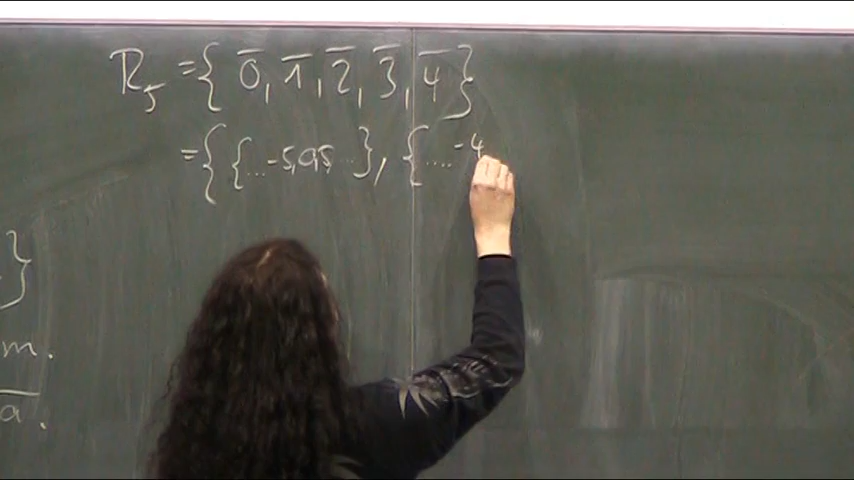 R₅ = { 0̅, 1̅, 2̅, 3̅, 4̅ }
= { { ... -5, 0, 5, ... }, { .... -4
}
m.
a̅.